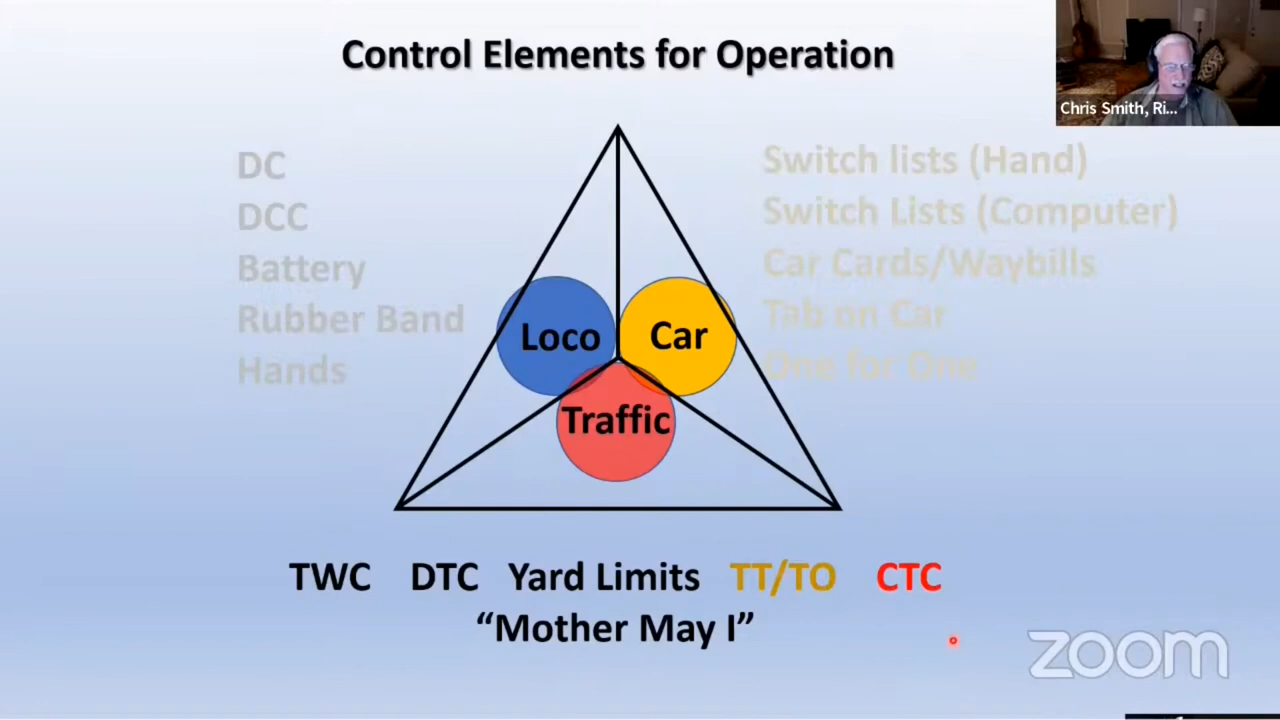 Control Elements for Operation
Chris Smith, Ri...
DC
DCC
Battery
Rubber Band
Hands
Switch lists (Hand)
Switch Lists (Computer)
Car Cards/Waybills
Tab on Car
One for One
Loco
Car
Traffic
TWC DTC Yard Limits TT/TO CTC
“Mother May I”
zoom